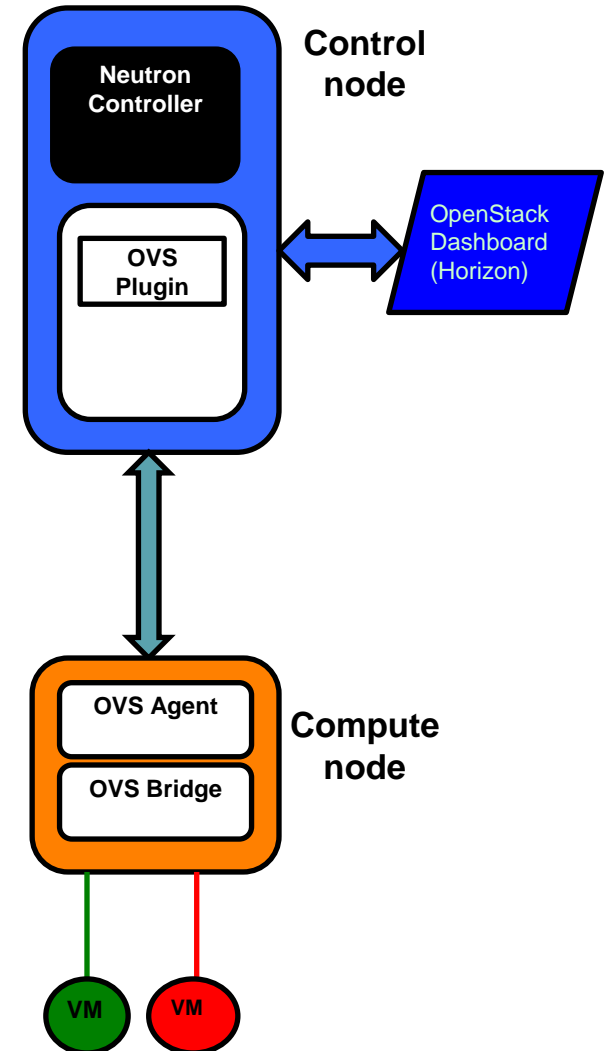 Control
node
Neutron
Controller
OpenStack
Dashboard
(Horizon)
OVS
Plugin
OVS Agent
Compute
node
OVS Bridge
VM
VM